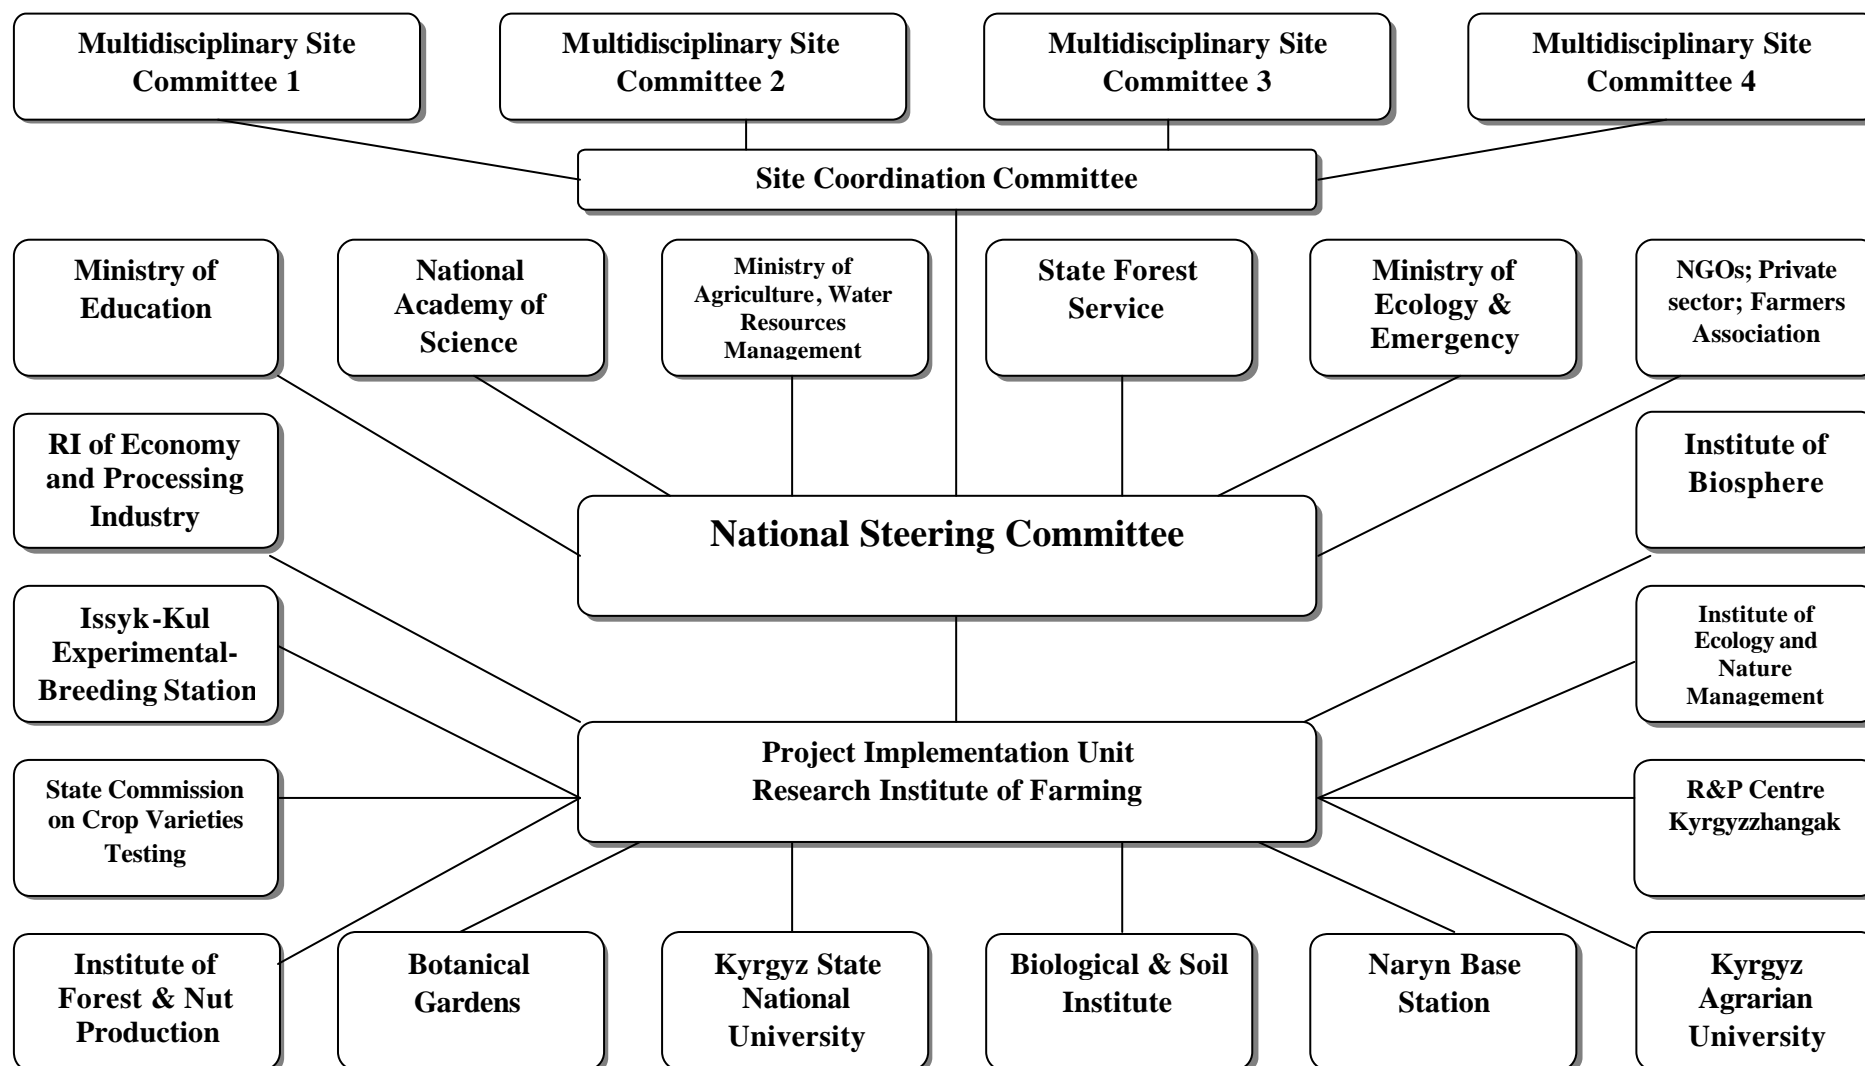 Multidisciplinary Site
Committee 1
Multidisciplinary Site
Committee 2
Multidisciplinary Site
Committee 3
Multidisciplinary Site
Committee 4
Site Coordination Committee
Ministry of
Education
National
Academy of
Science
Ministry of
Agriculture, Water
Resources
Management
State Forest
Service
Ministry of
Ecology &
Emergency
NGOs; Private
sector; Farmers
Association
RI of Economy
and Processing
Industry
National Steering Committee
Institute of
Biosphere
Issyk-Kul
Experimental-
Breeding Station
Institute of
Ecology and
Nature
Management
Project Implementation Unit
Research Institute of Farming
State Commission
on Crop Varieties
Testing
R&P Centre
Kyrgyzzhangak
Institute of
Forest & Nut
Production
Botanical
Gardens
Kyrgyz State
National
University
Biological & Soil
Institute
Naryn Base
Station
Kyrgyz
Agrarian
University